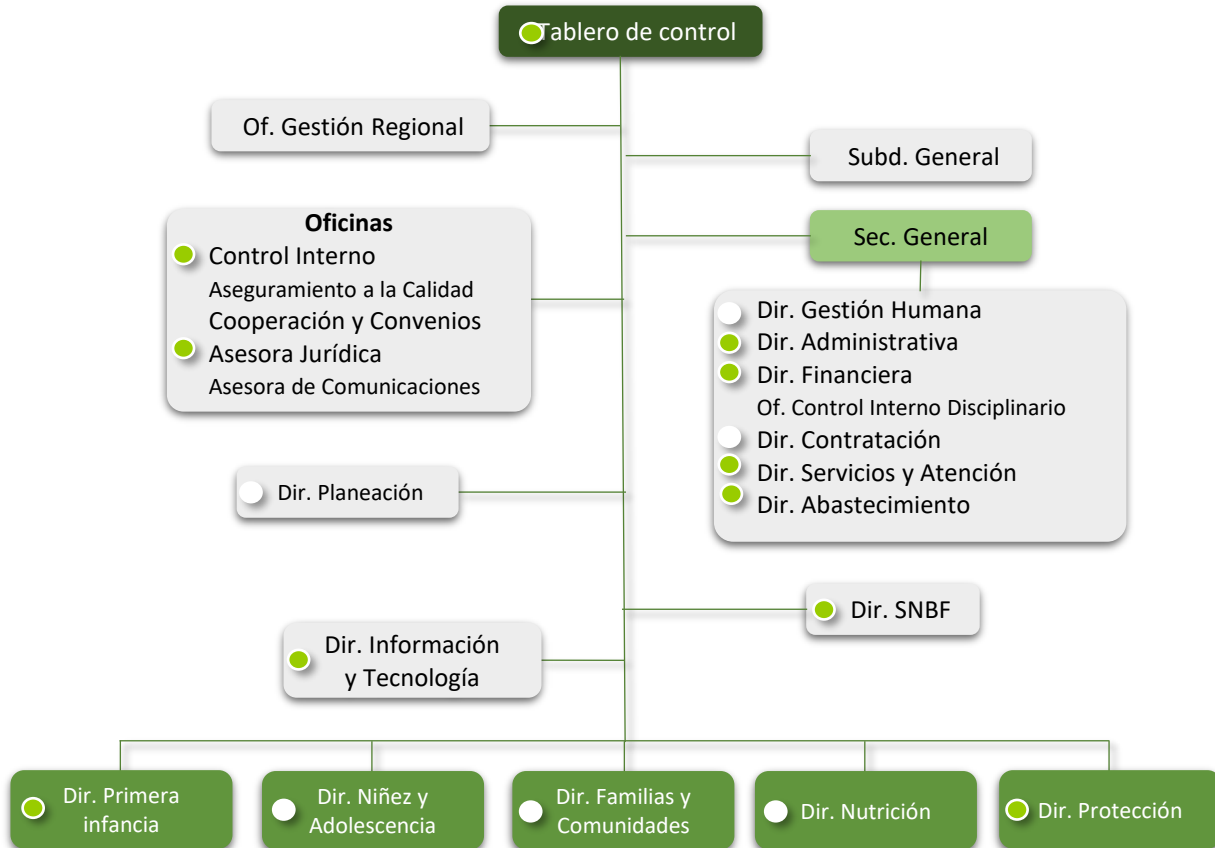 Tablero de control
Of. Gestión Regional
Subd. General
Oficinas
Control Interno
Aseguramiento a la Calidad
Cooperación y Convenios
Asesora Jurídica
Asesora de Comunicaciones
Sec. General
Dir. Gestión Humana
Dir. Administrativa
Dir. Financiera
Of. Control Interno Disciplinario
Dir. Contratación
Dir. Servicios y Atención
Dir. Abastecimiento
Dir. Planeación
Dir. SNBF
Dir. Información
y Tecnología
Dir. Primera
infancia
Dir. Niñez y
Adolescencia
Dir. Familias y
Comunidades
Dir. Nutrición
Dir. Protección